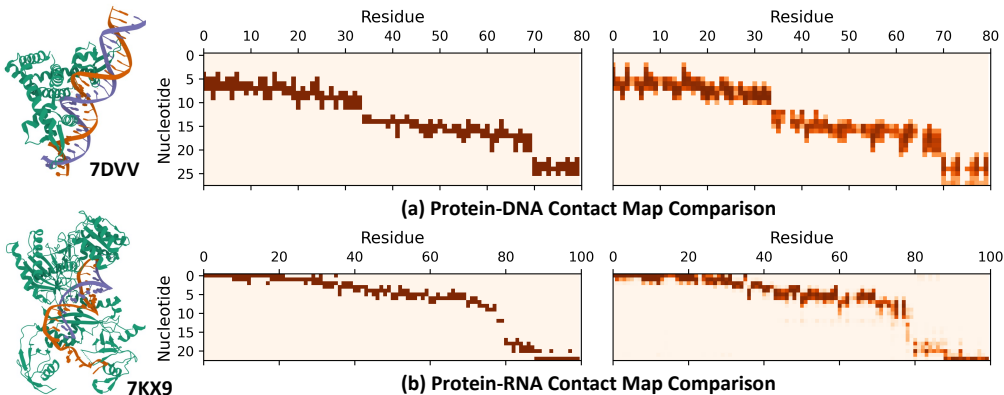 Residue Residue
0 10 20 30 40 50 60 70 80 0 10 20 30 40 50 60 70 80
0
5
10
15
20
25
Nucleotide
7DVV
(a) Protein-DNA Contact Map Comparison
Residue Residue
0 20 40 60 80 100 0 20 40 60 80 100
0
5
10
15
20
Nucleotide
7KX9
(b) Protein-RNA Contact Map Comparison